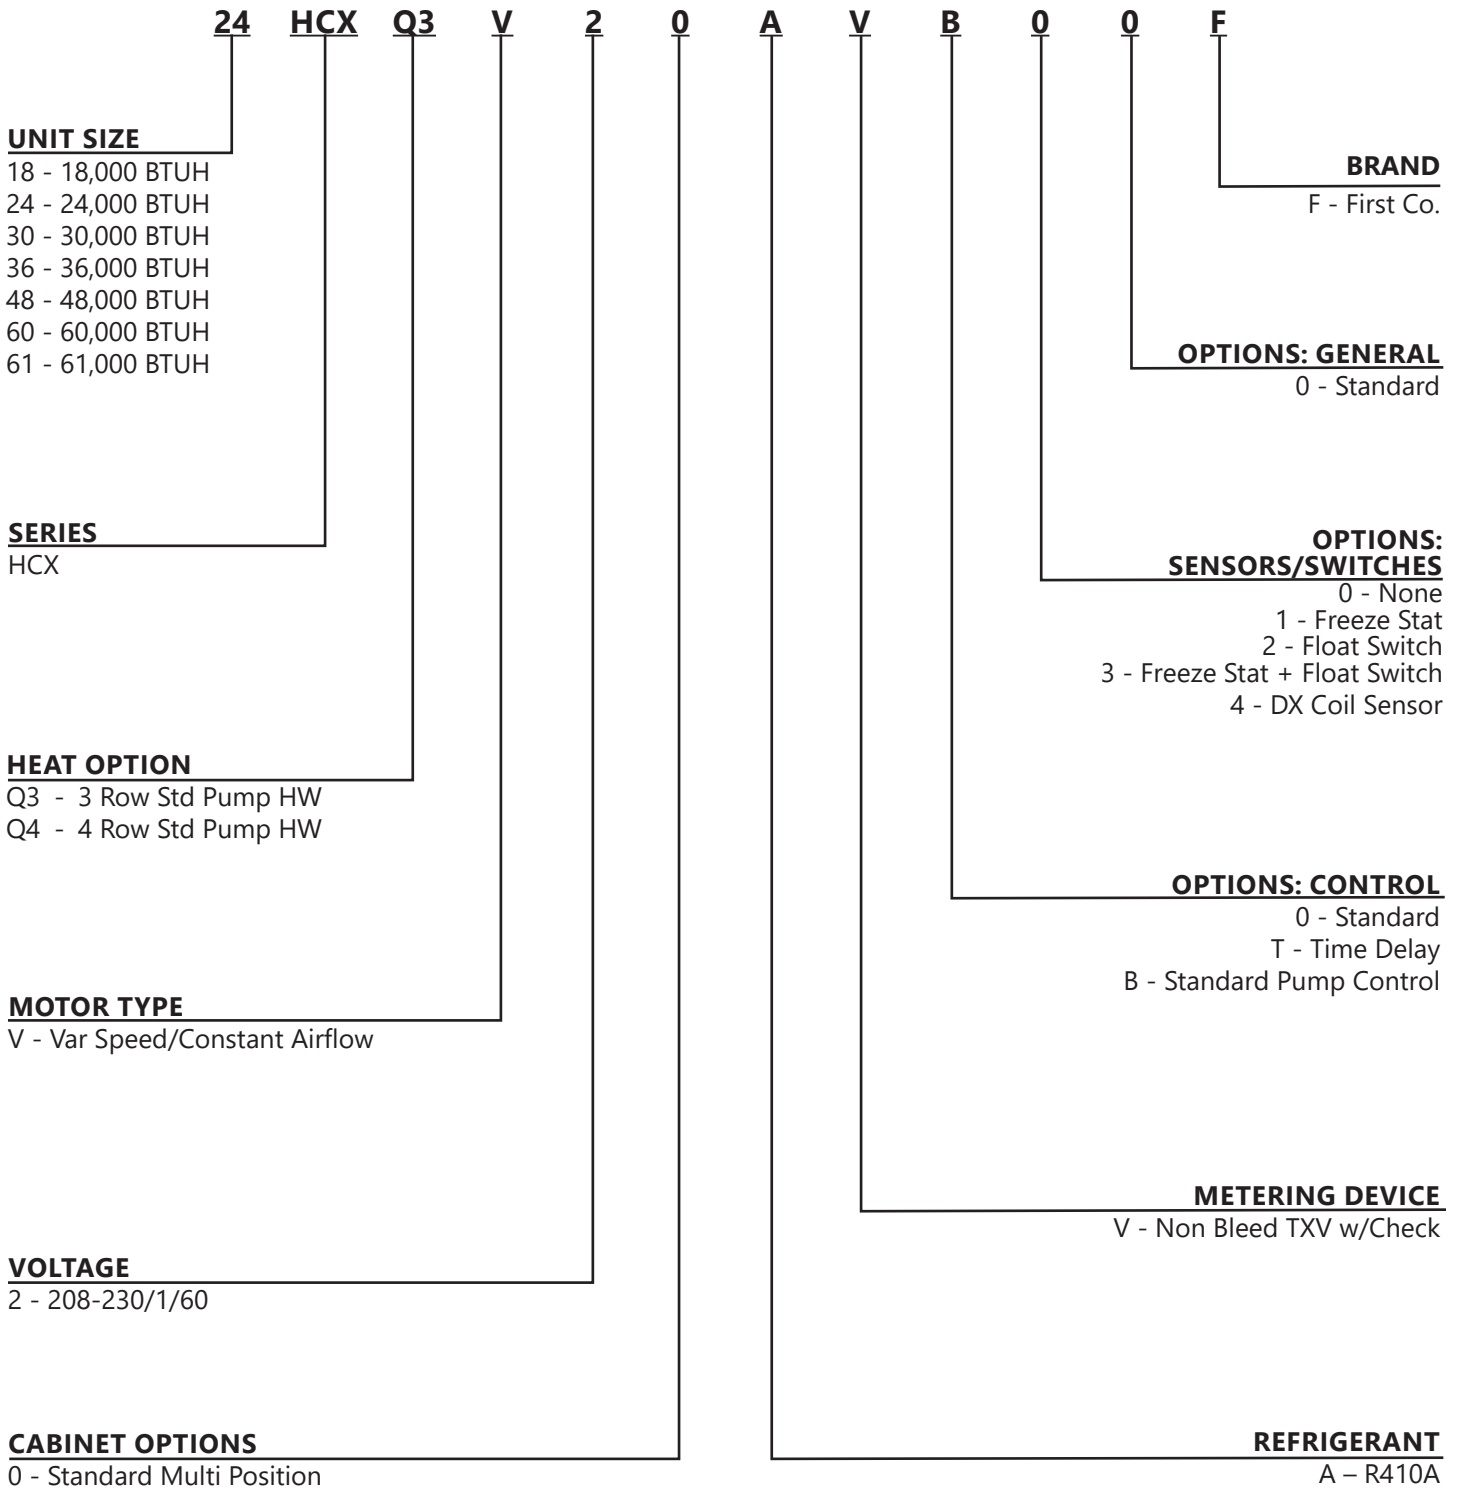 24 HCX Q3 V 2 0 A V B 0 0 F
UNIT SIZE
18 - 18,000 BTUH
24 - 24,000 BTUH
30 - 30,000 BTUH
36 - 36,000 BTUH
48 - 48,000 BTUH
60 - 60,000 BTUH
61 - 61,000 BTUH
SERIES
HCX
HEAT OPTION
Q3 - 3 Row Std Pump HW
Q4 - 4 Row Std Pump HW
MOTOR TYPE
V - Var Speed/Constant Airflow
VOLTAGE
2 - 208-230/1/60
CABINET OPTIONS
0 - Standard Multi Position
BRAND
F - First Co.
OPTIONS: GENERAL
0 - Standard
OPTIONS:
SENSORS/SWITCHES
0 - None
1 - Freeze Stat
2 - Float Switch
3 - Freeze Stat + Float Switch
4 - DX Coil Sensor
OPTIONS: CONTROL
0 - Standard
T - Time Delay
B - Standard Pump Control
METERING DEVICE
V - Non Bleed TXV w/Check
REFRIGERANT
A – R410A